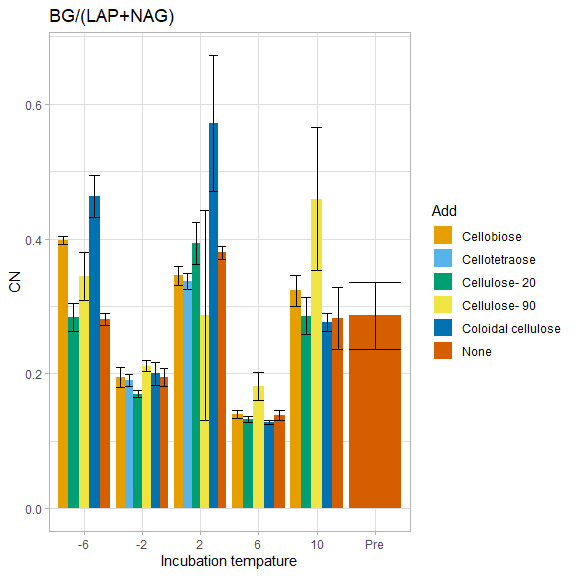 BG/(LAP+NAG)
0.6
0.4
0.2
0.0
CN
-6
-2
2
6
10
Pre
Incubation tempature
Add
Cellobiose
Cellotetraose
Cellulose- 20
Cellulose- 90
Coloidal cellulose
None